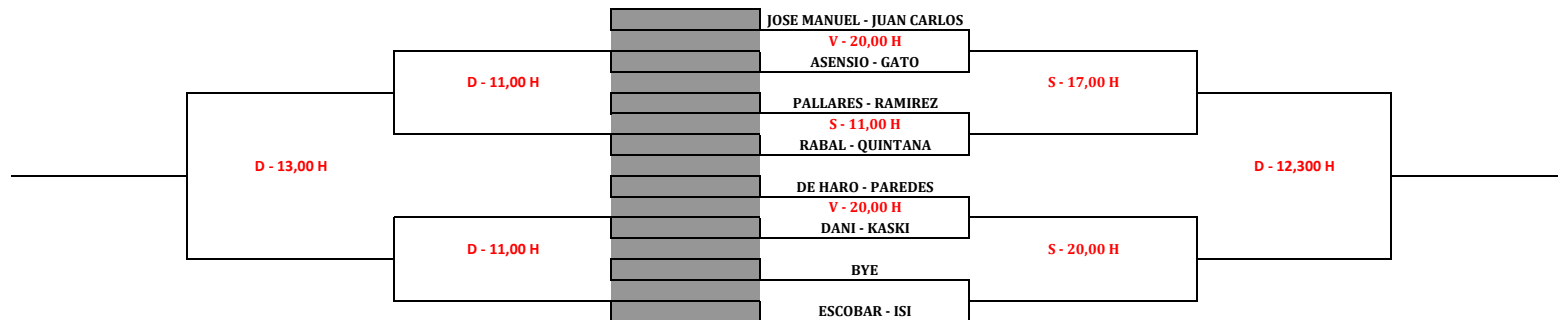 JOSE MANUEL - JUAN CARLOS
V - 20,00 H
ASENSIO - GATO
D - 11,00 H
S - 17,00 H
PALLARES - RAMIREZ
S - 11,00 H
RABAL - QUINTANA
D - 13,00 H
D - 12,300 H
DE HARO - PAREDES
V - 20,00 H
DANI - KASKI
D - 11,00 H
S - 20,00 H
BYE
ESCOBAR - ISI